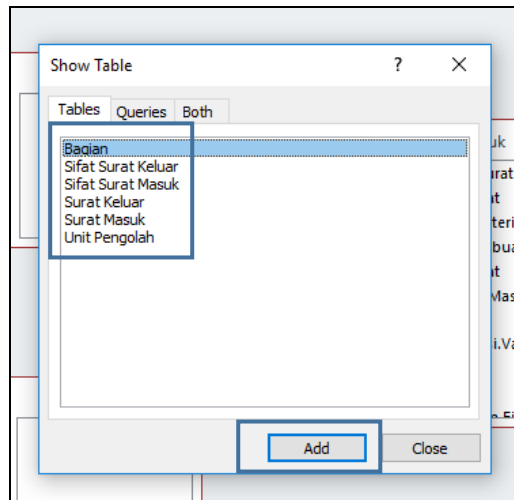 Show Table
?
Tables Queries Both
Bagian
Sifat Surat Keluar
Sifat Surat Masuk
Surat Keluar
Surat Masuk
Unit Pengolah
Add Close